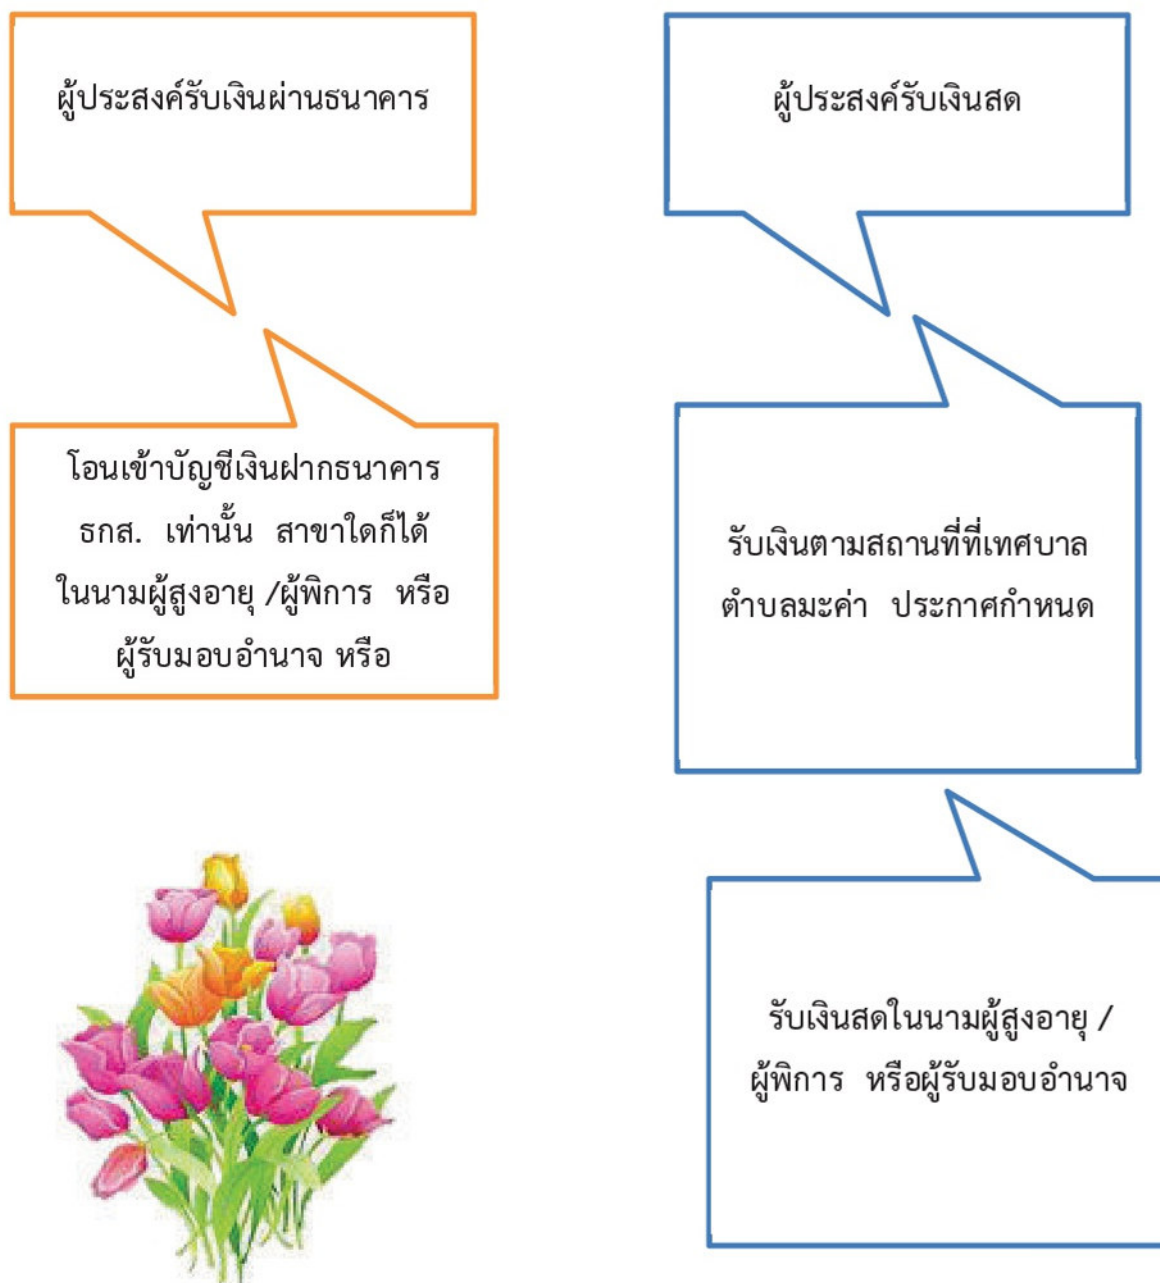 ผู้ประสงค์รับเงินผ่านธนาคาร
โอนเข้าบัญชีเงินฝากธนาคาร
ธกส. เท่านั้น สาขาใดก็ได้
ในนามผู้สูงอายุ /ผู้พิการ หรือ
ผู้รับมอบอำนาจ หรือ
ผู้ประสงค์รับเงินสด
รับเงินตามสถานที่ที่เทศบาล
ตำบลมะค่า ประกาศกำหนด
รับเงินสดในนามผู้สูงอายุ /
ผู้พิการ หรือผู้รับมอบอำนาจ